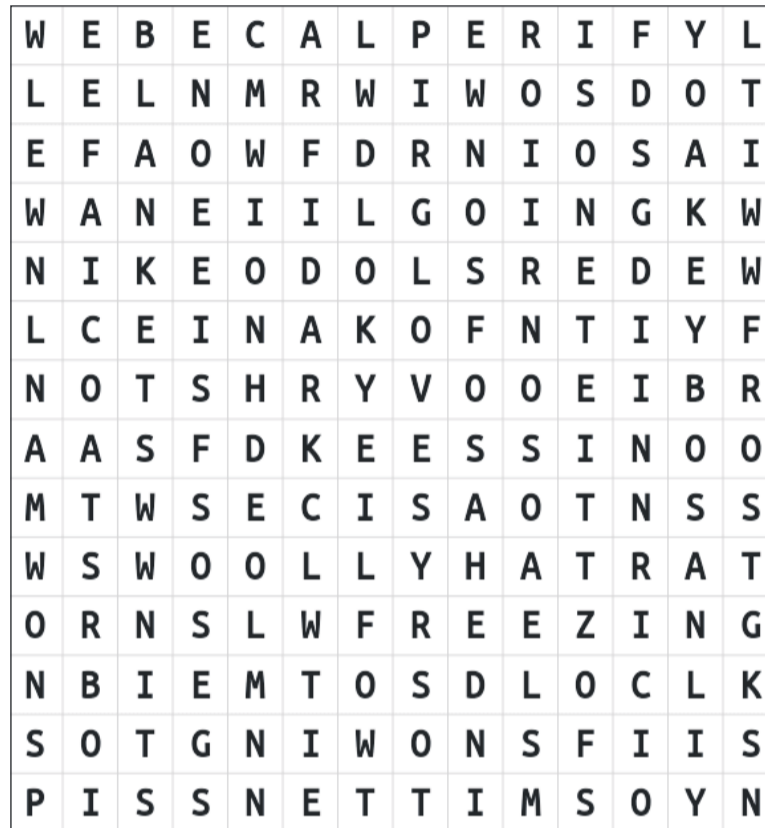 W E B E C A L P E R I F Y L
L E L N M R W I W O S D O T
E F A O W F D R N I O S A I
W A N E I I L G O I N G K W
N I K E O D O L S R E D E W
L C E I N A K O F N T I Y F
N O T S H R Y V O O E I B R
A A S F D K E E S S I N O O
M T W S E C I S A O T N S S
W S W O O L L Y H A T R A T
O R N S L W F R E E Z I N G
N B I E M T O S D L O C L K
S O T G N I W O N S F I I S
P I S S N E T T I M S O Y N